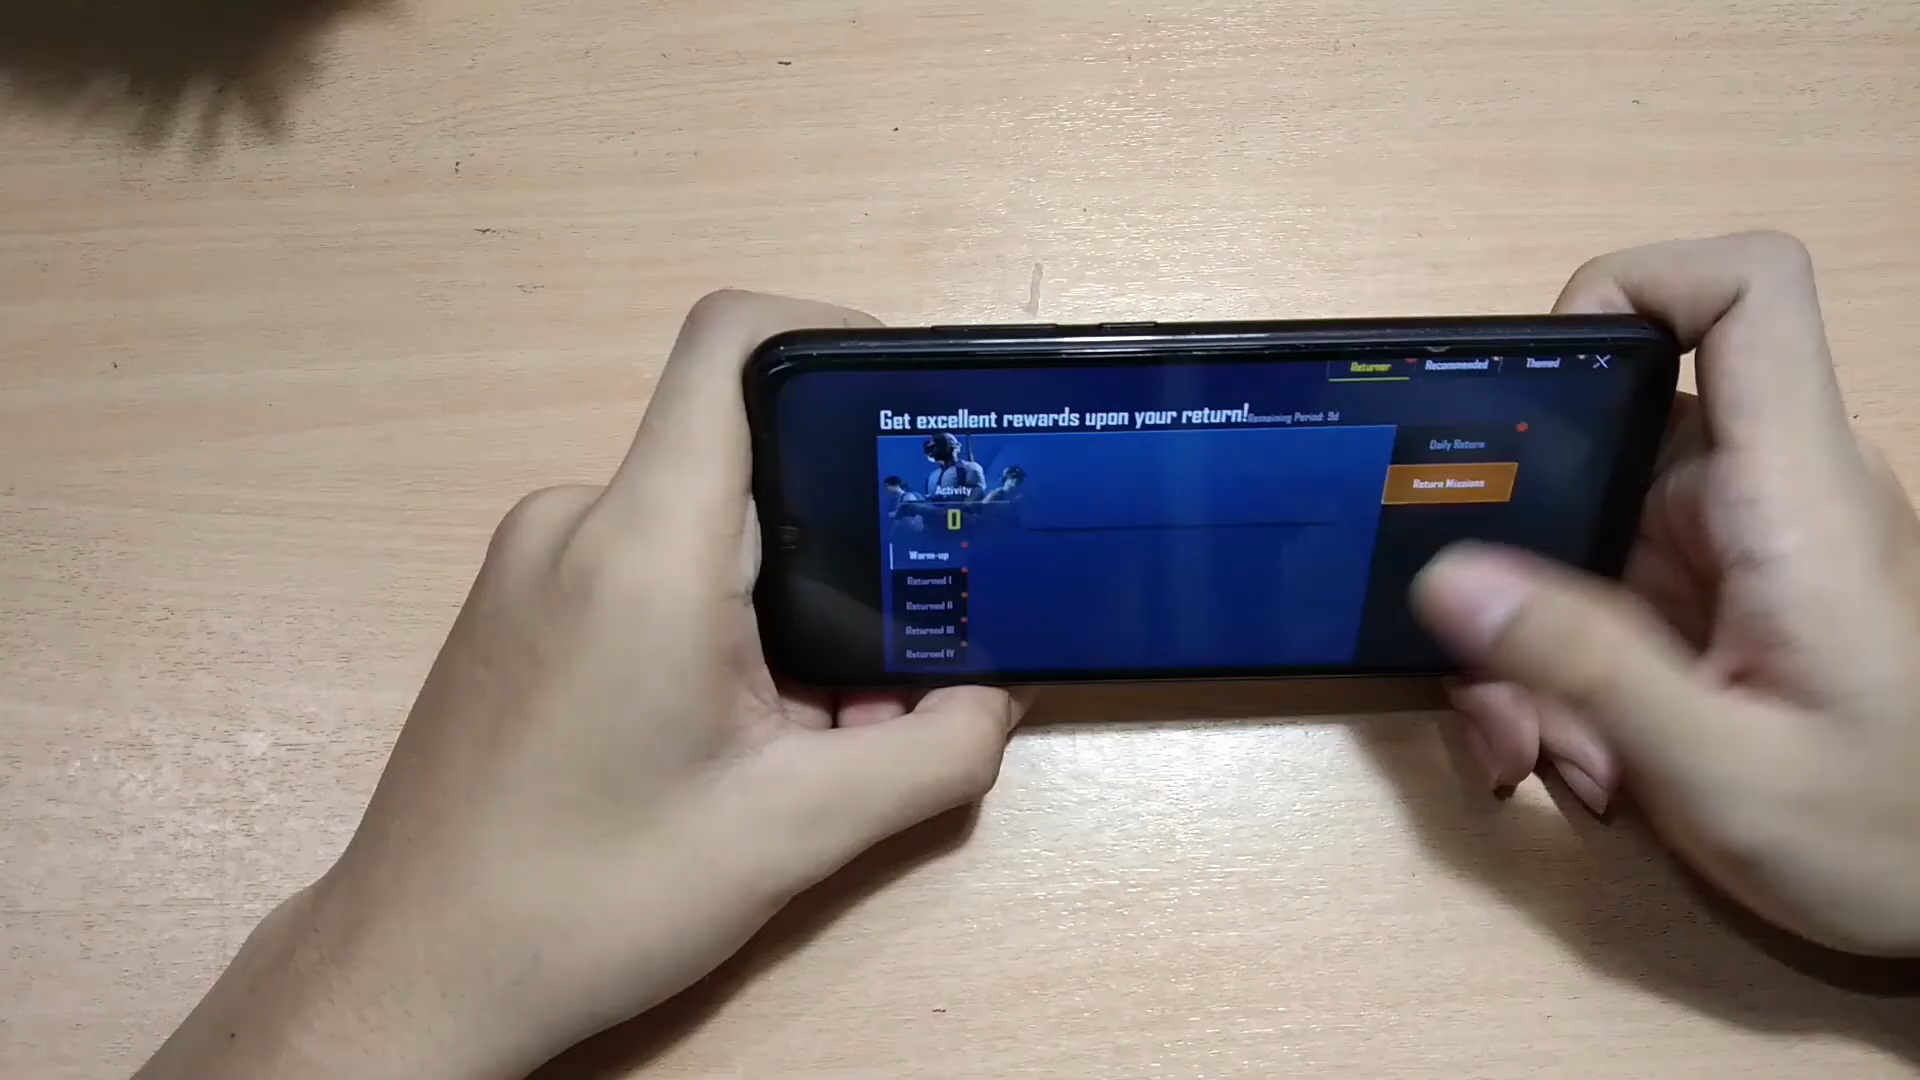 Returner
Recommended
Themed
Get excellent rewards upon your return!
Remaining Period: 9d
Daily Return
Return Missions
Activity
0
Warm-up
Returned I
Returned II
Returned III
Returned IV